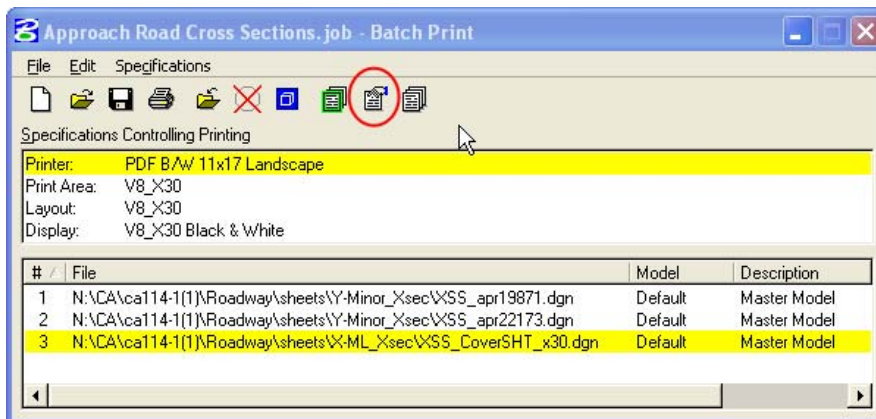 Approach Road Cross Sections.job - Batch Print
File Edit Specifications
Specifications Controlling Printing
Printer: PDF B/W 11x17 Landscape
Print Area: V8_X30
Layout: V8_X30
Display: V8_X30 Black & White
# File Model Description
1 N:\CA\ca114-1(1)\Roadway\sheets\Y-Minor_Xsec\XSS_apr19871.dgn Default Master Model
2 N:\CA\ca114-1(1)\Roadway\sheets\Y-Minor_Xsec\XSS_apr22173.dgn Default Master Model
3 N:\CA\ca114-1(1)\Roadway\sheets\X-ML_Xsec\XSS_CoverSHT_x30.dgn Default Master Model